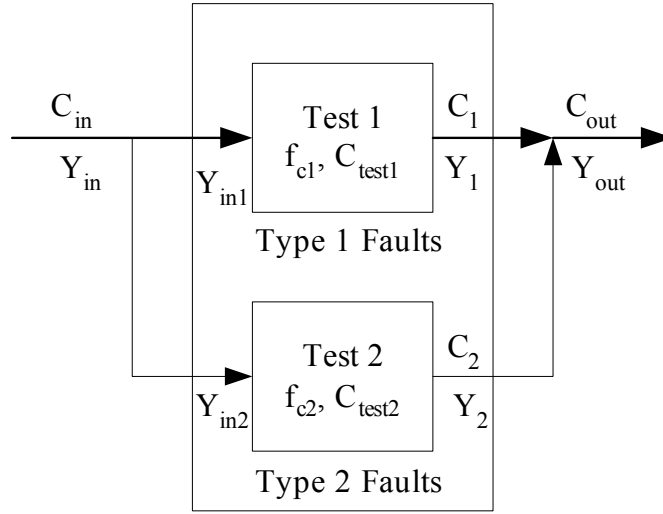 C_in
Y_in
Y_in1
Test 1
f_c1, C_test1
C_1
Y_1
C_out
Y_out
Type 1 Faults
Y_in2
Test 2
f_c2, C_test2
C_2
Y_2
Type 2 Faults